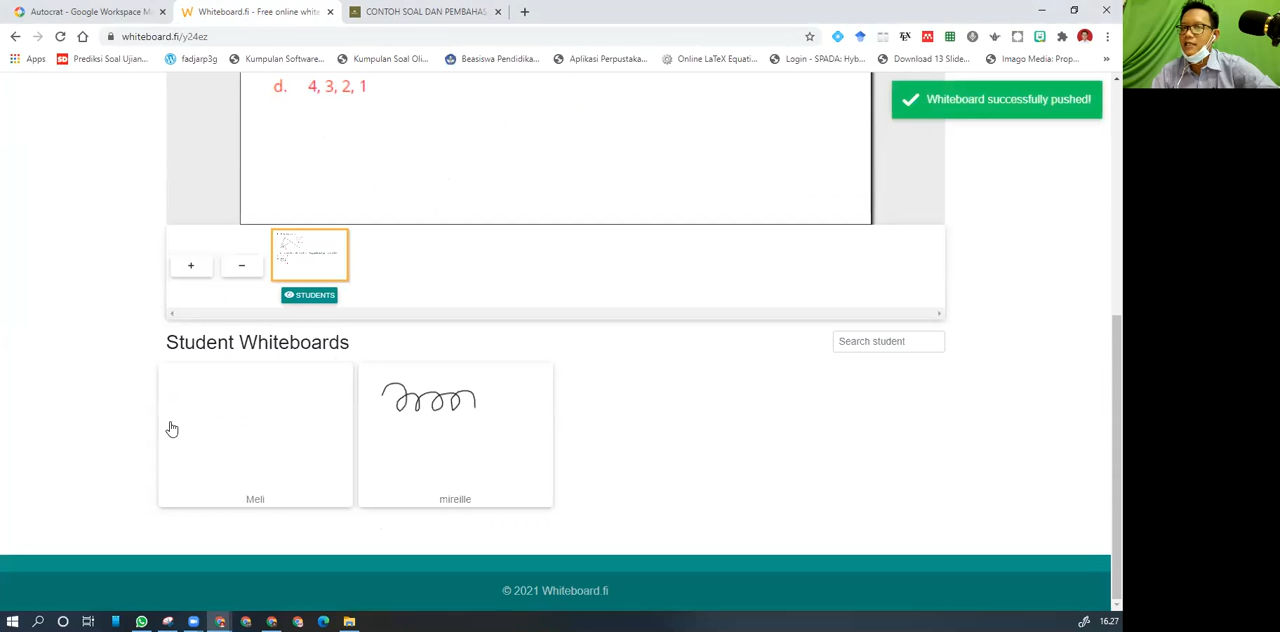 Autocrat - Google Workspace M
Whiteboard.fi - Free online white
CONTOH SOAL DAN PEMBAHAS
whiteboard.fi/y24ez
Apps
Prediksi Soal Ujian...
fadjarp3g
Kumpulan Software...
Kumpulan Soal Oli...
Beasiswa Pendidika...
Aplikasi Perpustaka...
Online LaTeX Equati...
Login - SPADA: Hyb...
Download 13 Slide...
Imago Media: Prop...
»
d. 4, 3, 2, 1
Whiteboard successfully pushed!
+ −
STUDENTS
Student Whiteboards
Search student
Meli
mireille
© 2021 Whiteboard.fi
16.27